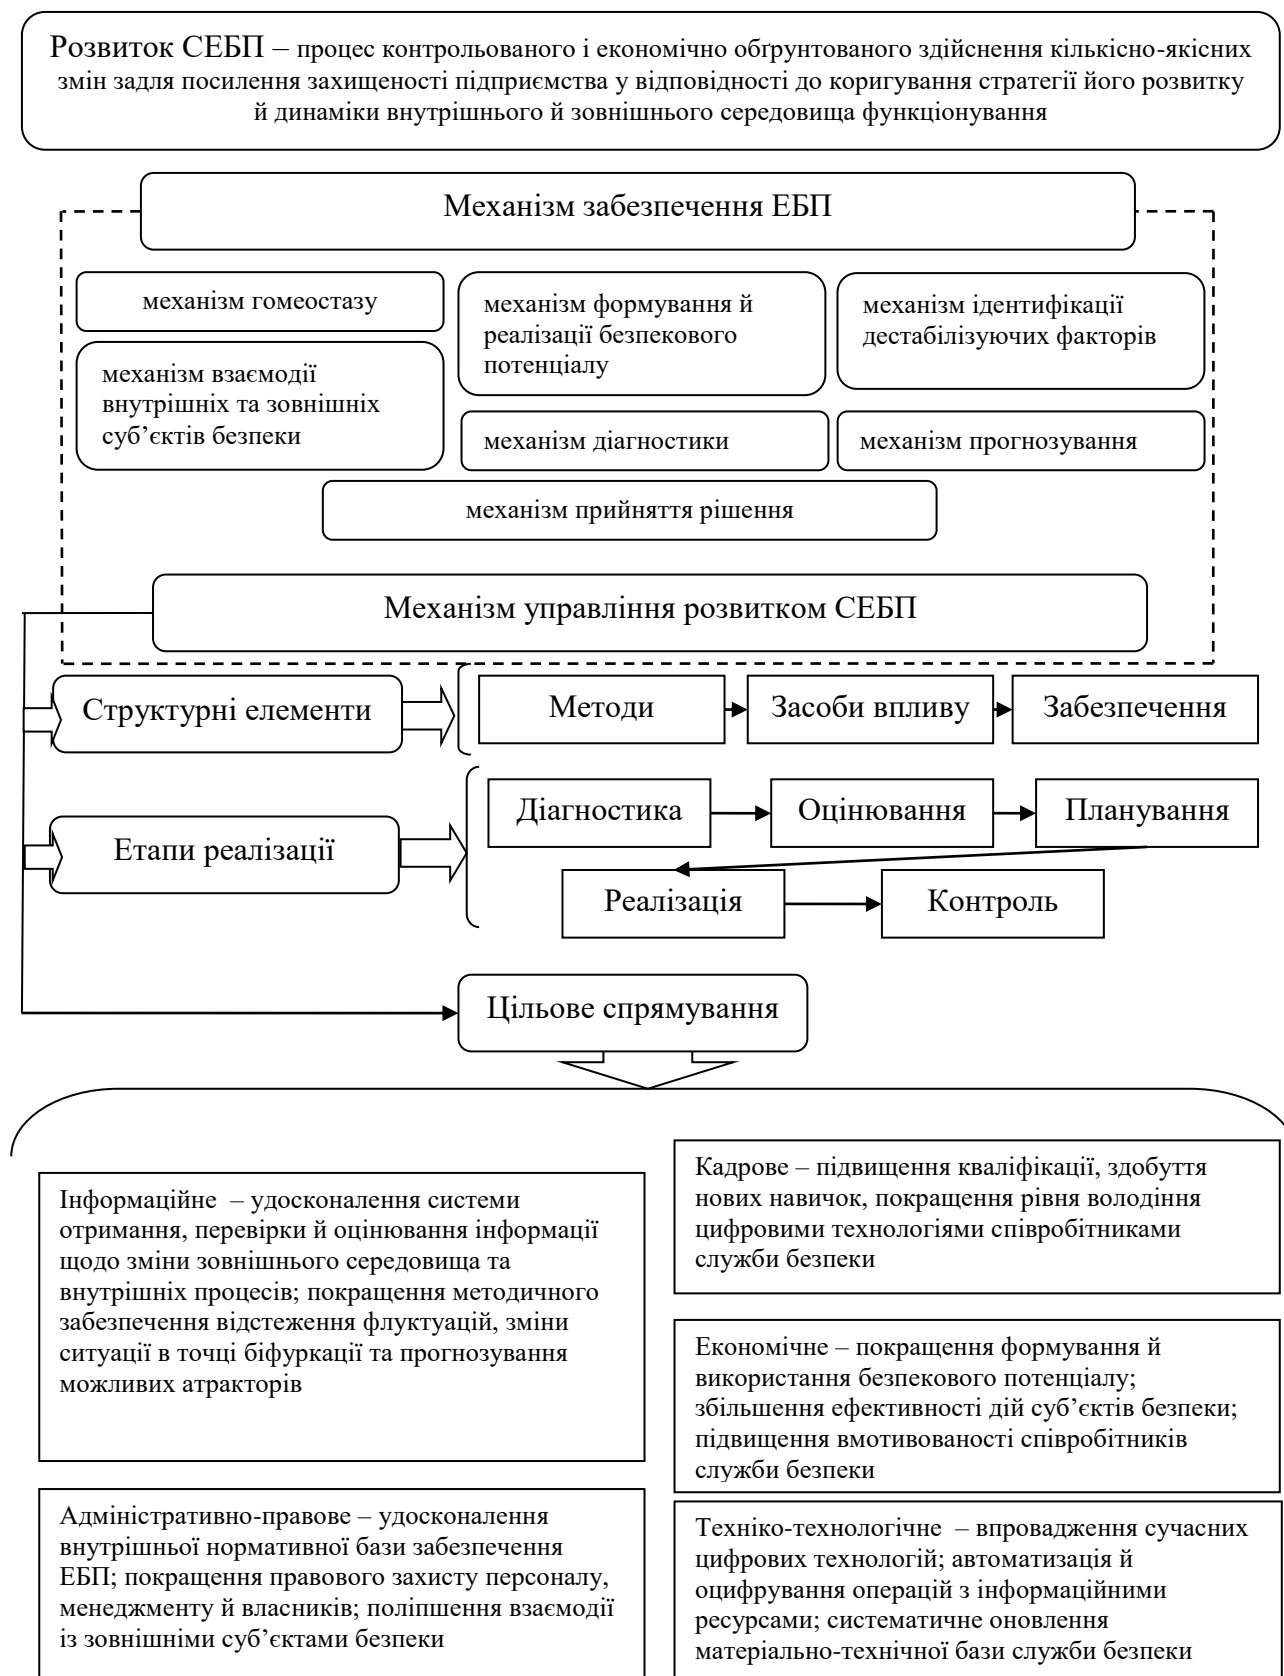 Розвиток СЕБП – процес контрольованого і економічно обґрунтованого здійснення кількісно-якісних
змін задля посилення захищеності підприємства у відповідності до коригування стратегії його розвитку
й динаміки внутрішнього й зовнішнього середовища функціонування
Механізм забезпечення ЕБП
механізм гомеостазу
механізм формування й
реалізації безпекового
потенціалу
механізм ідентифікації
дестабілізуючих факторів
механізм взаємодії
внутрішніх та зовнішніх
суб’єктів безпеки
механізм діагностики
механізм прогнозування
механізм прийняття рішення
Механізм управління розвитком СЕБП
Структурні елементи
Методи
Засоби впливу
Забезпечення
Етапи реалізації
Діагностика
Оцінювання
Планування
Реалізація
Контроль
Цільове спрямування
Інформаційне – удосконалення системи
отримання, перевірки й оцінювання інформації
щодо зміни зовнішнього середовища та
внутрішніх процесів; покращення методичного
забезпечення відстеження флуктуацій, зміни
ситуації в точці біфуркації та прогнозування
можливих атракторів
Кадрове – підвищення кваліфікації, здобуття
нових навичок, покращення рівня володіння
цифровими технологіями співробітниками
служби безпеки
Економічне – покращення формування й
використання безпекового потенціалу;
збільшення ефективності дій суб’єктів безпеки;
підвищення вмотивованості співробітників
служби безпеки
Адміністративно-правове – удосконалення
внутрішньої нормативної бази забезпечення
ЕБП; покращення правового захисту персоналу,
менеджменту й власників; поліпшення взаємодії
із зовнішніми суб’єктами безпеки
Техніко-технологічне – впровадження сучасних
цифрових технологій; автоматизація й
оцифрування операцій з інформаційними
ресурсами; систематичне оновлення
матеріально-технічної бази служби безпеки